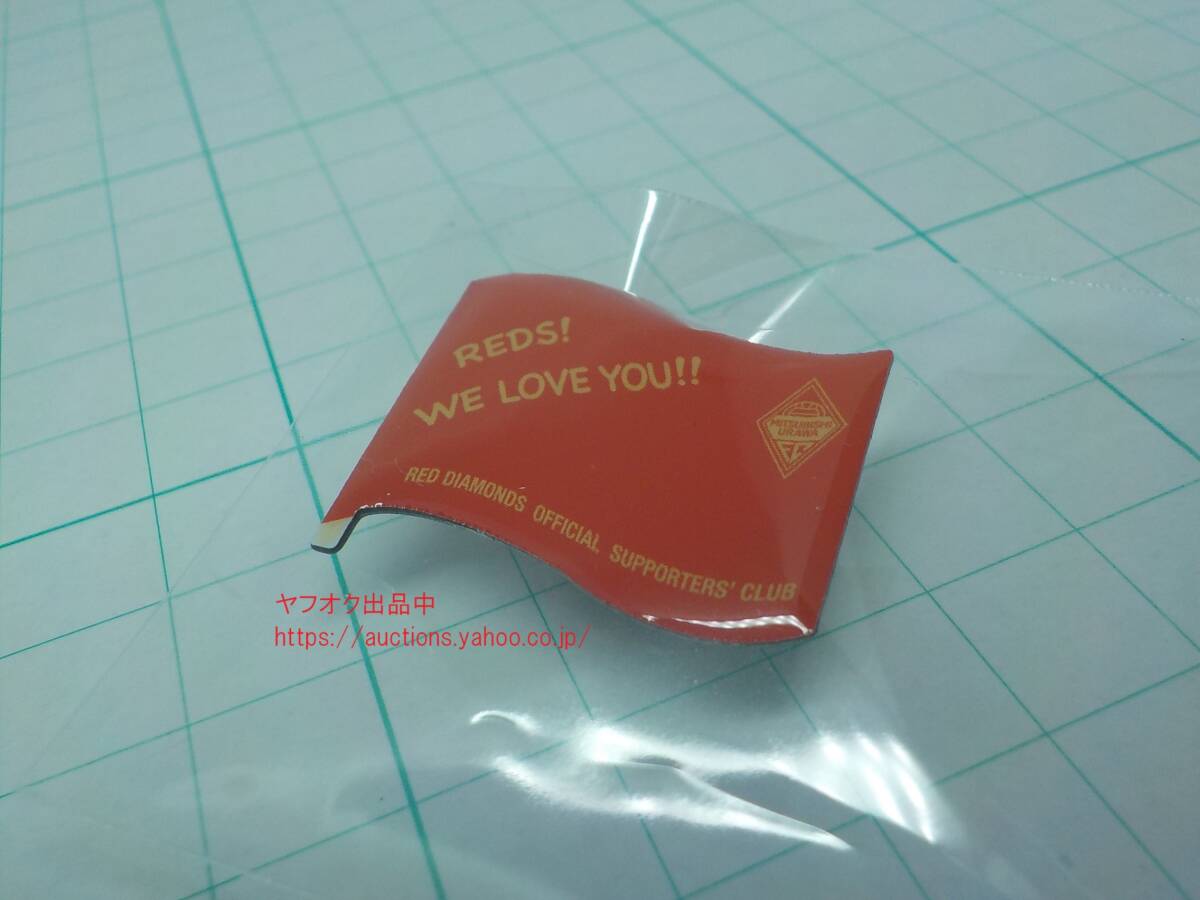 REDS!
WE LOVE YOU!!
MITSUBISHI
URAWA
FC
RED DIAMONDS OFFICIAL SUPPORTERS' CLUB
ヤフオク出品中
https://auctions.yahoo.co.jp/